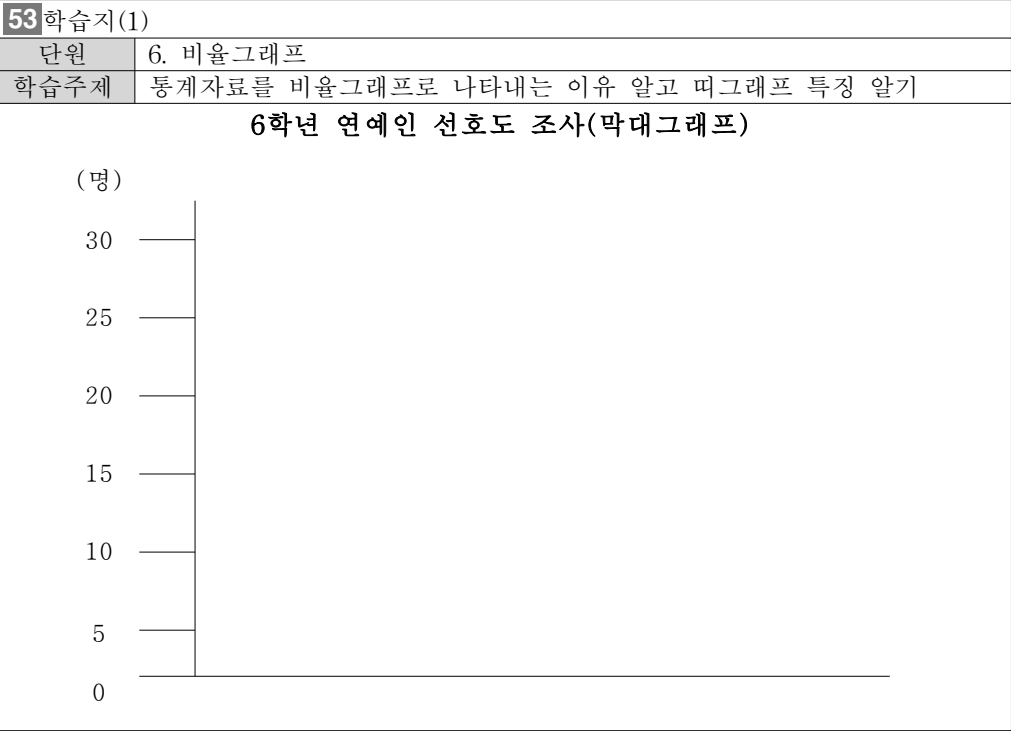 53 학습지(1)
단원 6. 비율그래프
학습주제 통계자료를 비율그래프로 나타내는 이유 알고 띠그래프 특징 알기
6학년 연예인 선호도 조사(막대그래프)
(명)
30
25
20
15
10
5
0